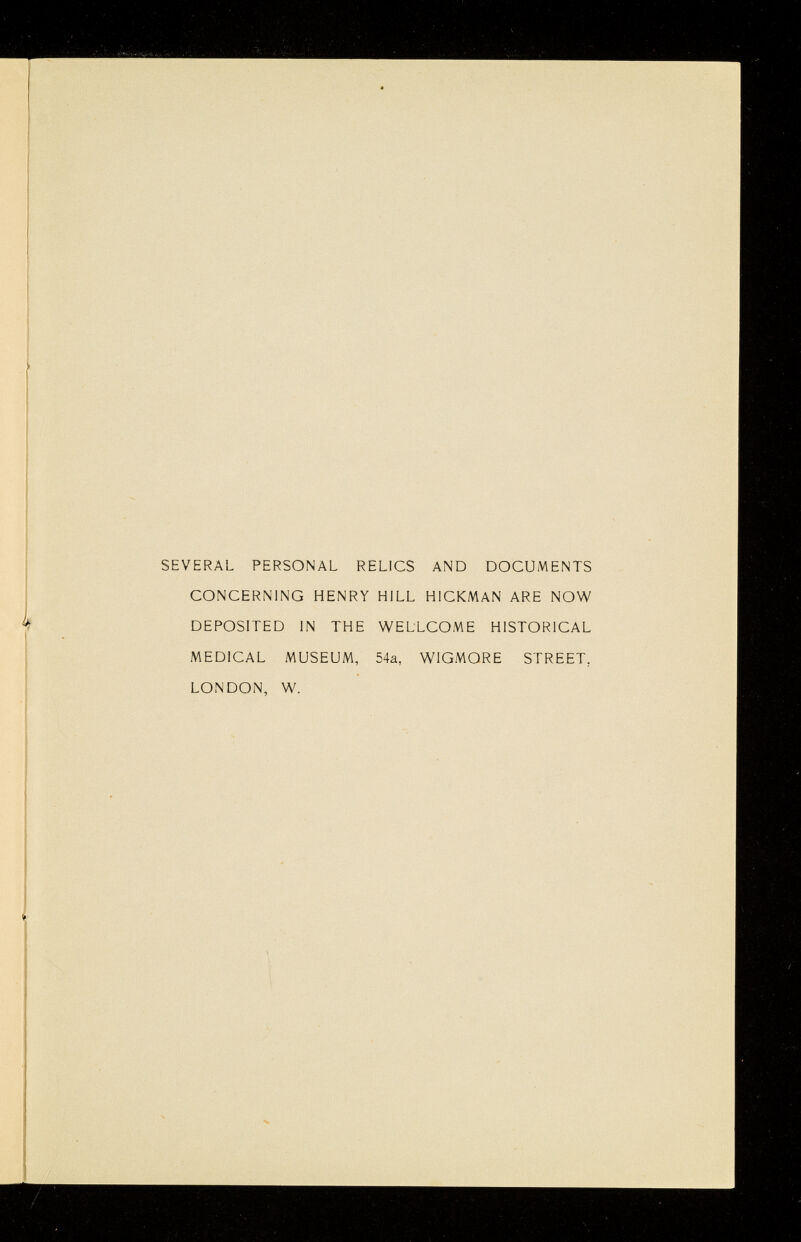 SEVERAL PERSONAL RELICS AND DOCUMENTS
CONCERNING HENRY HILL HICKMAN ARE NOW
DEPOSITED IN THE WELLCOME HISTORICAL
MEDICAL MUSEUM, 54a, WIGMORE STREET,
LONDON, W.